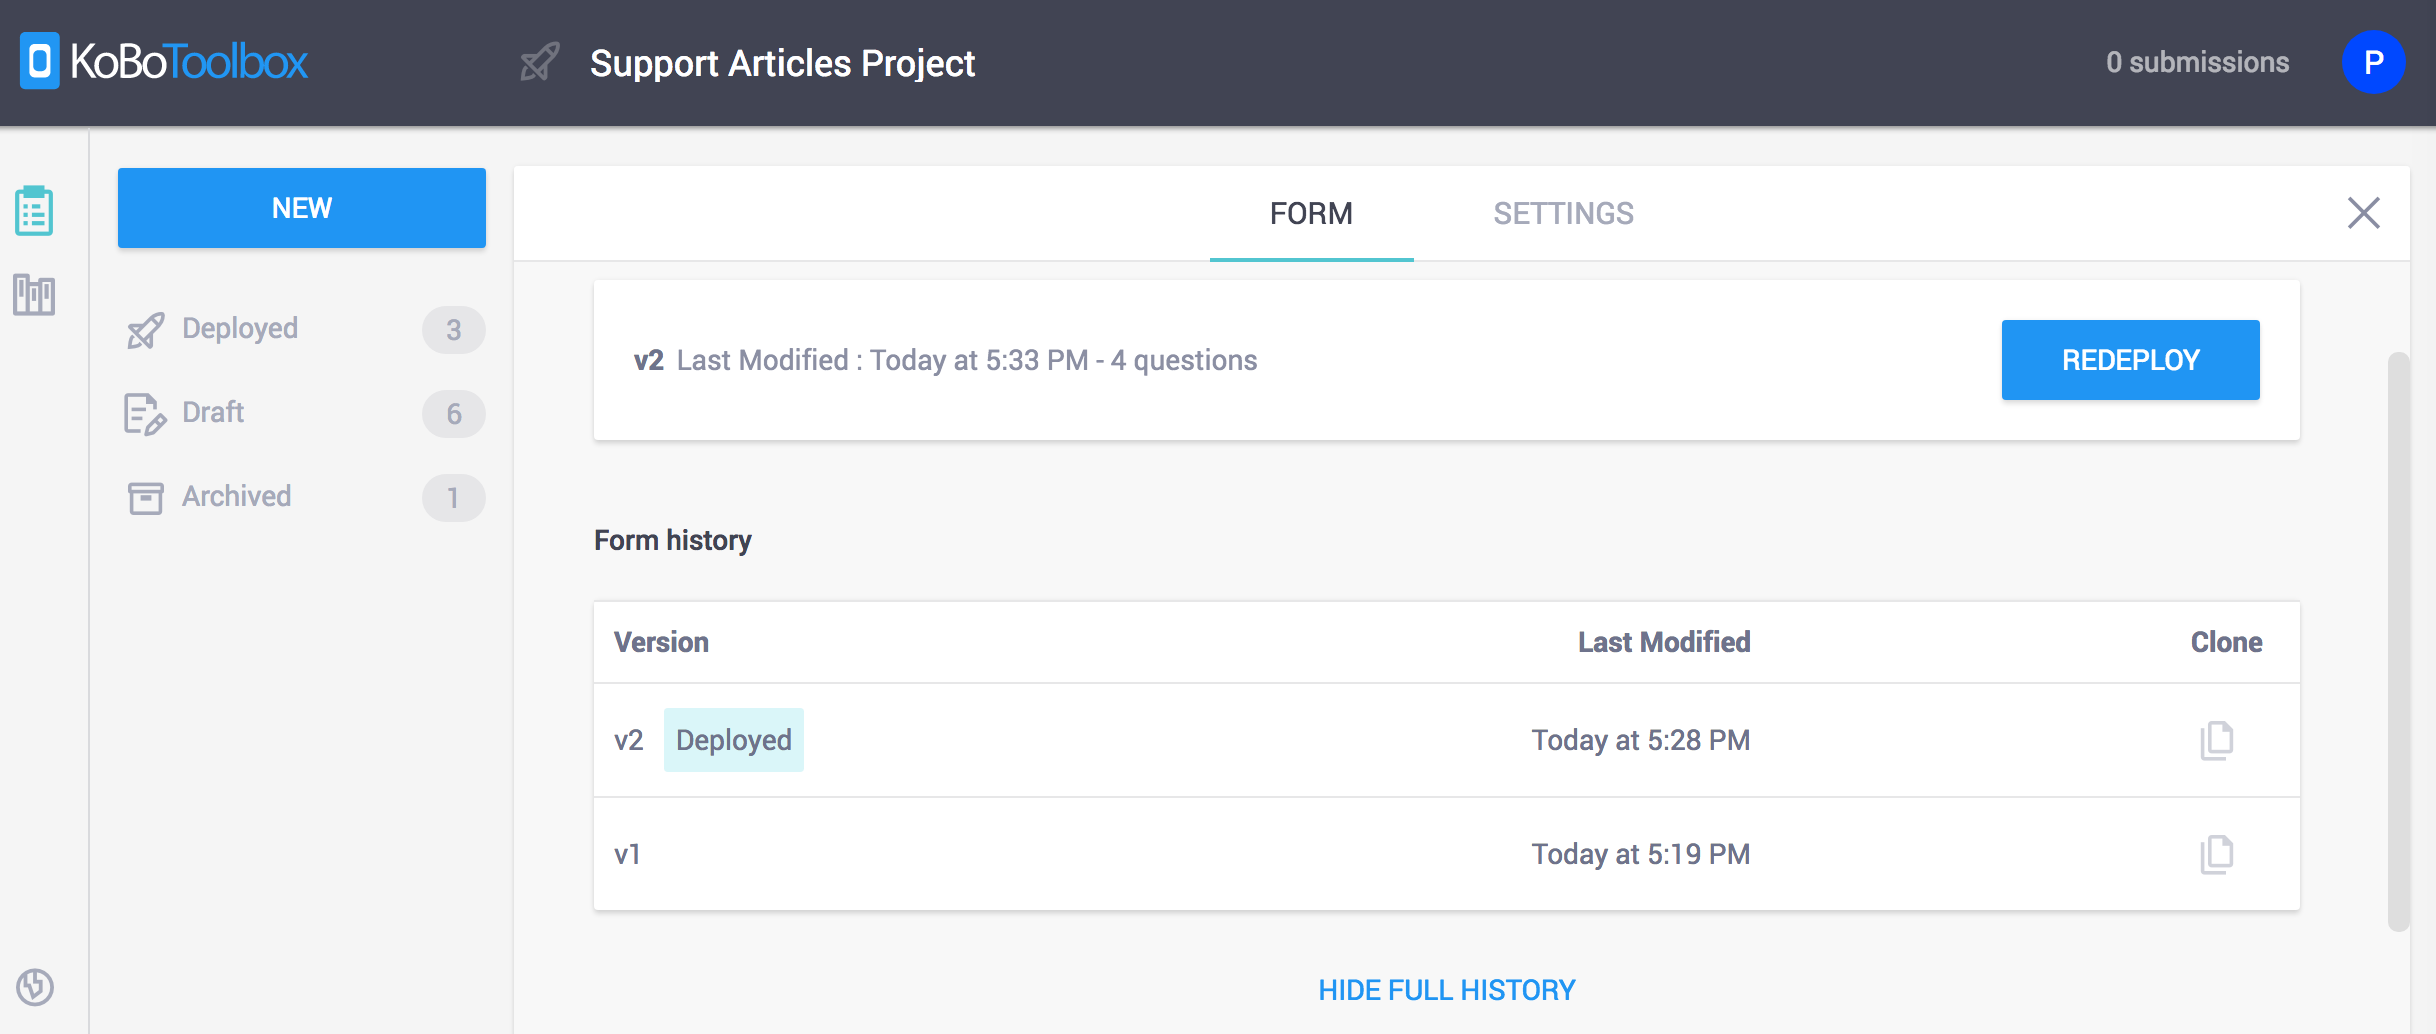 KoBoToolbox
Support Articles Project
0 submissions
P
NEW
Deployed 3
Draft 6
Archived 1
FORM SETTINGS
v2 Last Modified : Today at 5:33 PM - 4 questions
REDEPLOY
Form history
Version Last Modified Clone
v2 Deployed Today at 5:28 PM
v1 Today at 5:19 PM
HIDE FULL HISTORY